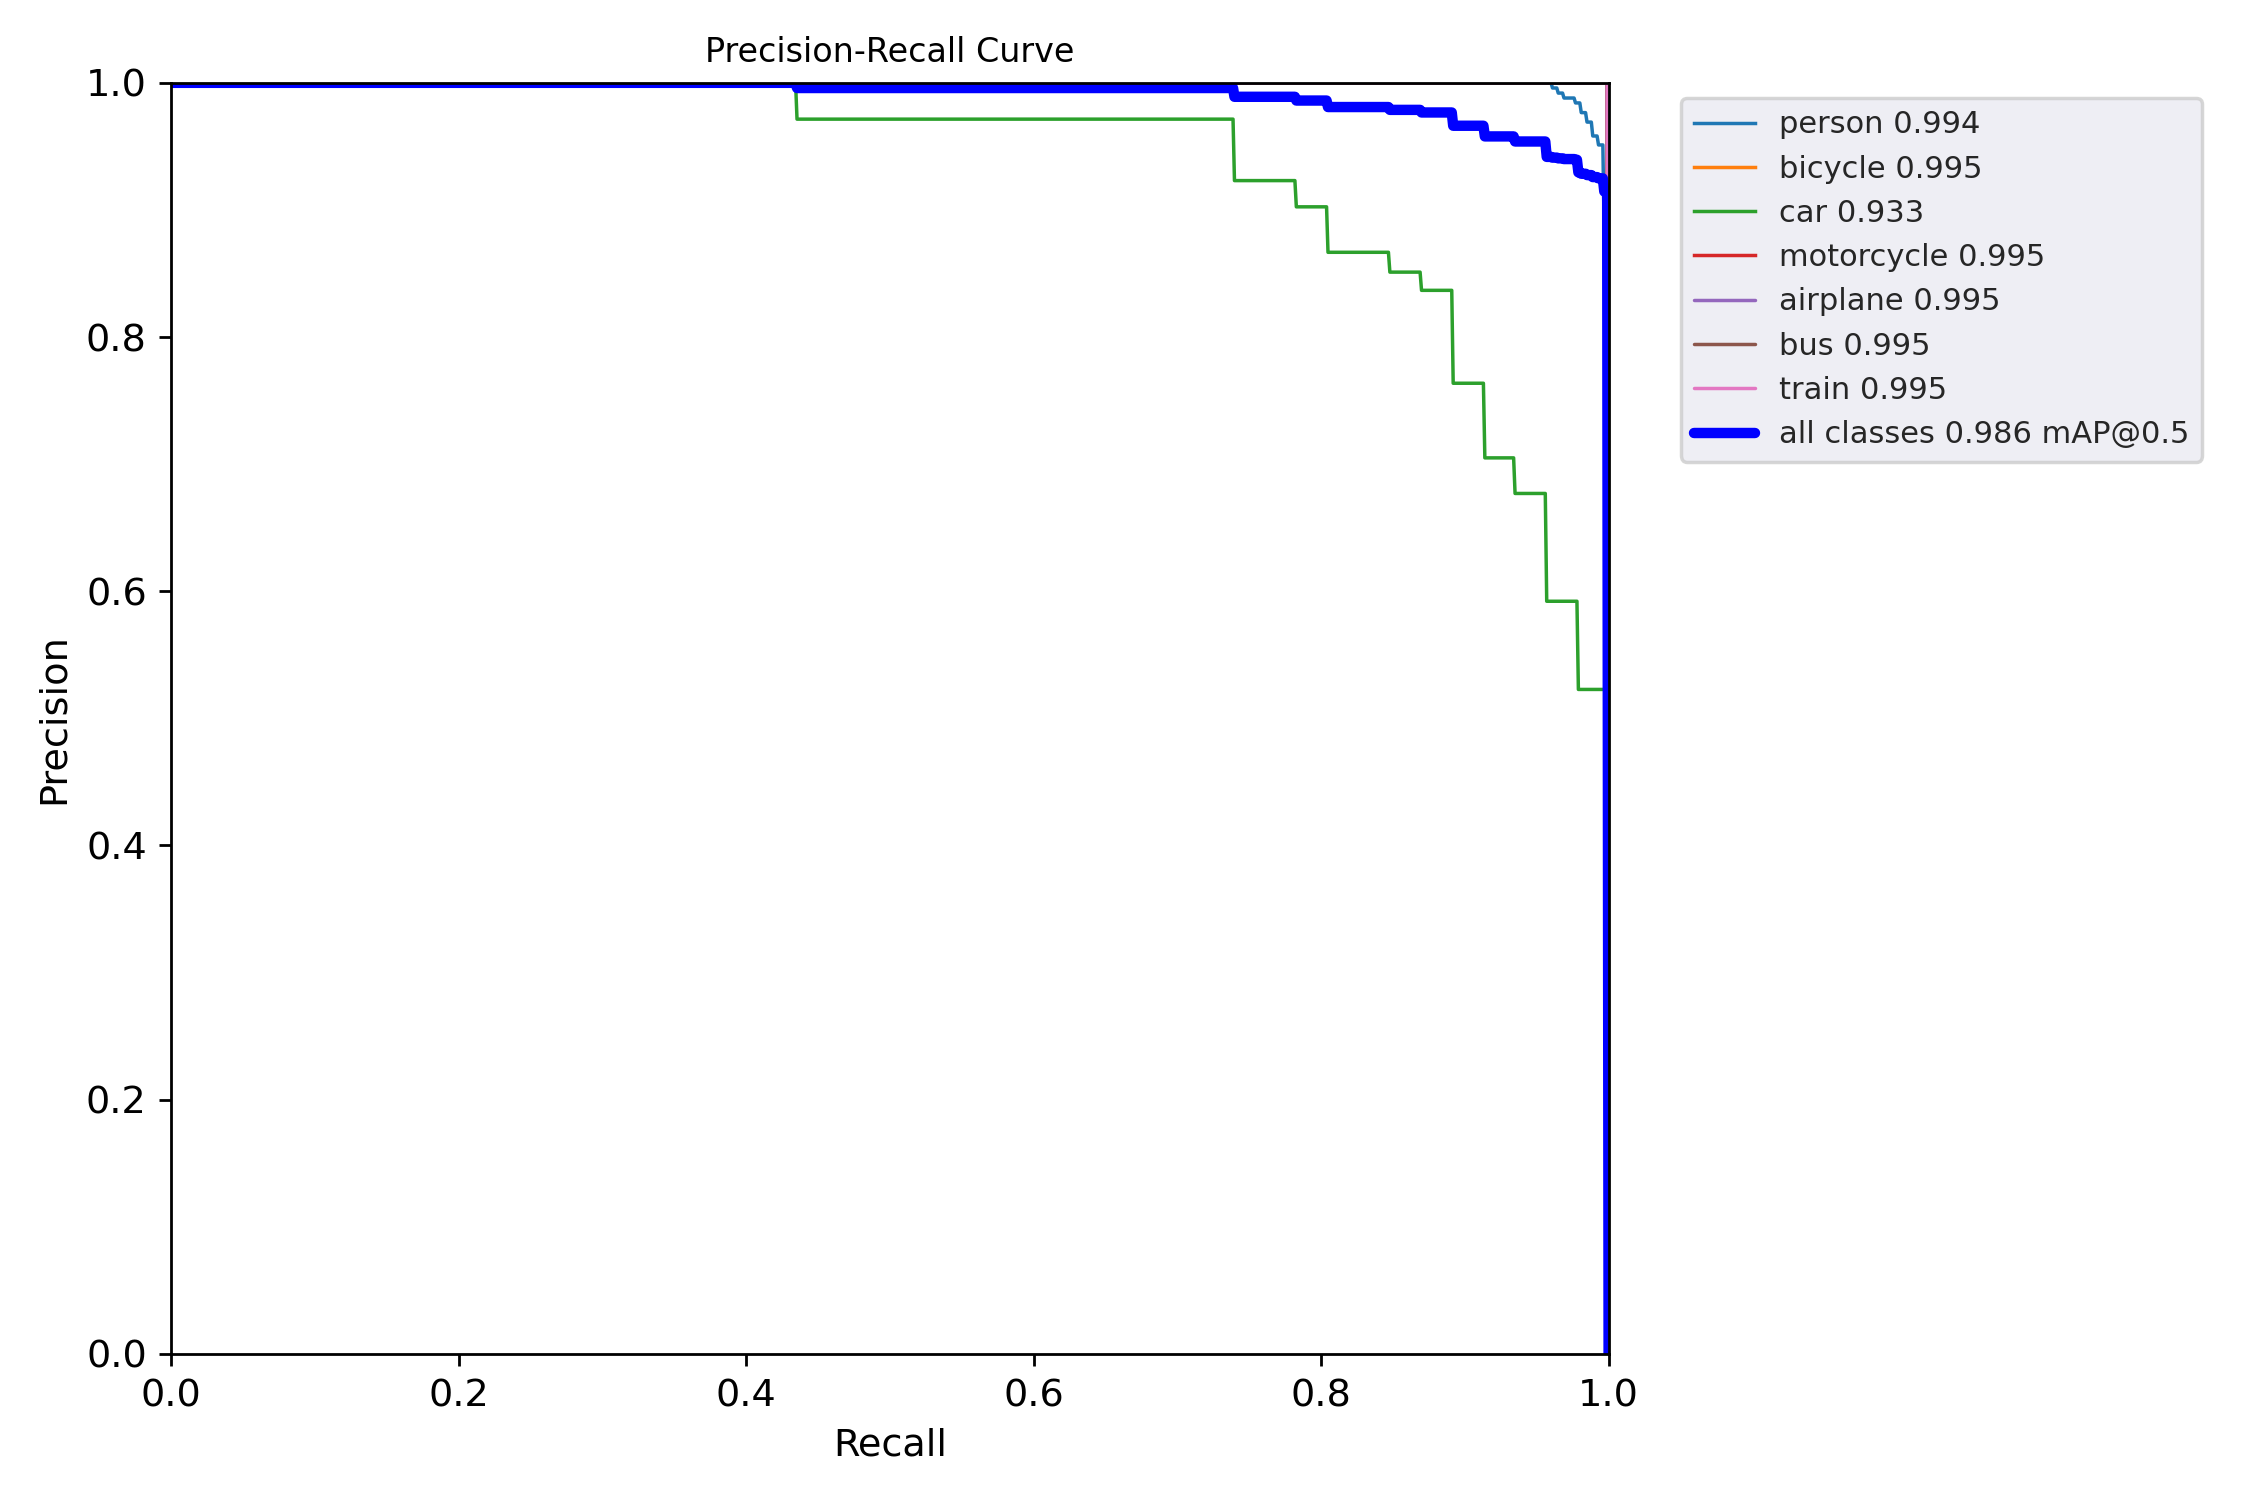 Precision-Recall Curve
1.0
0.8
0.6
0.4
0.2
0.0
Precision
0.0 0.2 0.4 0.6 0.8 1.0
Recall
person 0.994
bicycle 0.995
car 0.933
motorcycle 0.995
airplane 0.995
bus 0.995
train 0.995
all classes 0.986 mAP@0.5